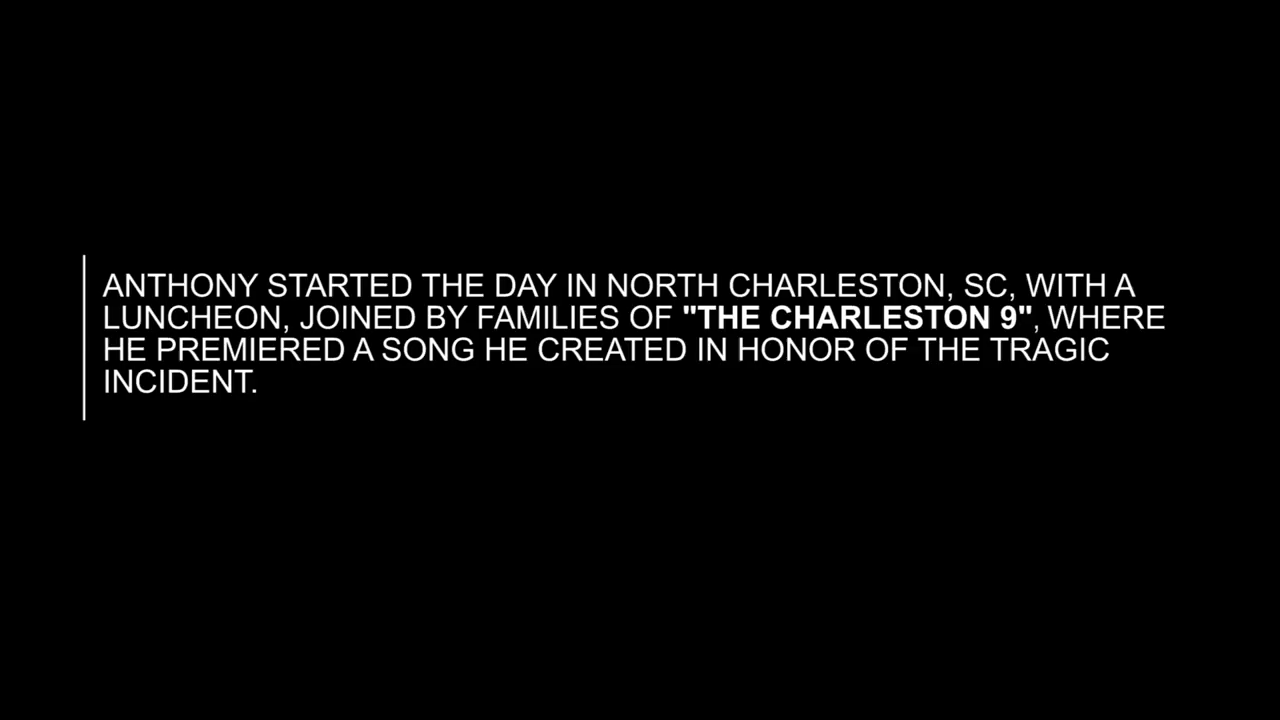 ANTHONY STARTED THE DAY IN NORTH CHARLESTON, SC, WITH A
LUNCHEON, JOINED BY FAMILIES OF "THE CHARLESTON 9", WHERE
HE PREMIERED A SONG HE CREATED IN HONOR OF THE TRAGIC
INCIDENT.